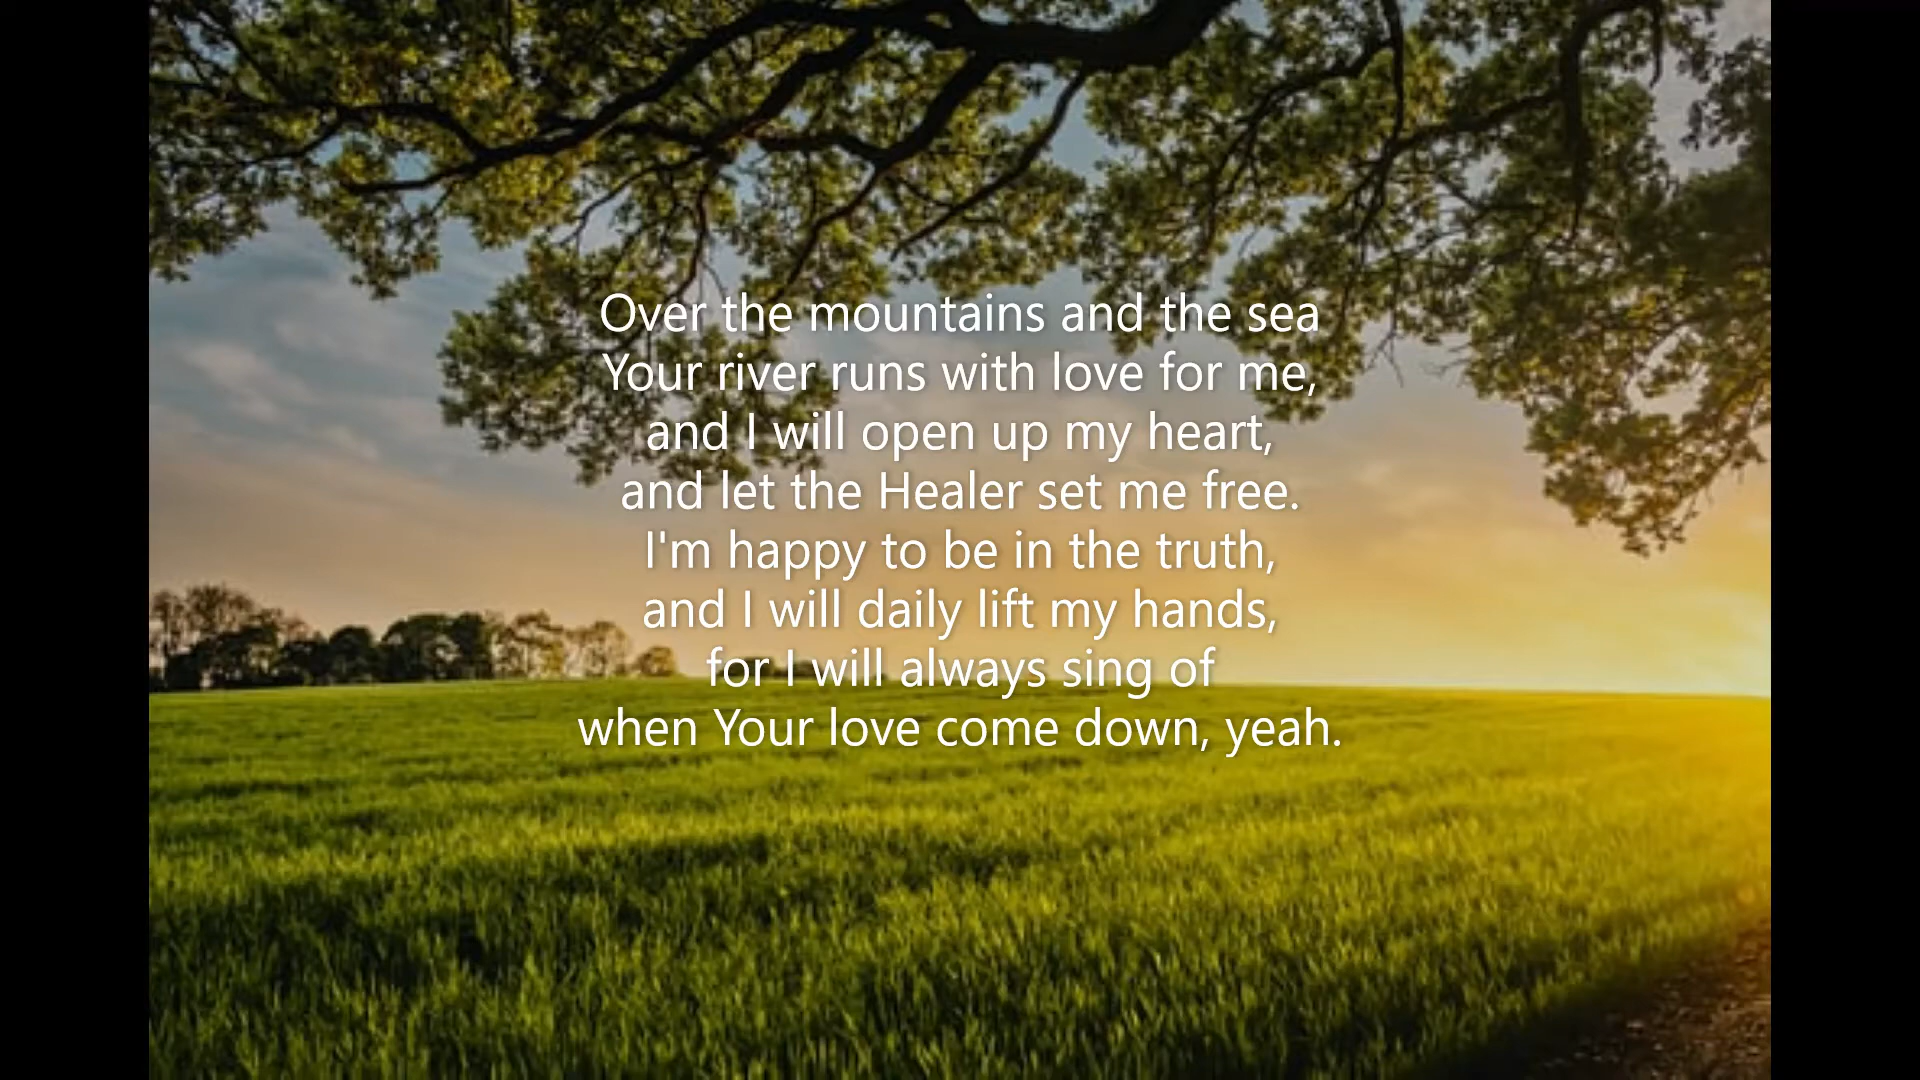 Over the mountains and the sea
Your river runs with love for me,
and I will open up my heart,
and let the Healer set me free.
I'm happy to be in the truth,
and I will daily lift my hands,
for I will always sing of
when Your love come down, yeah.